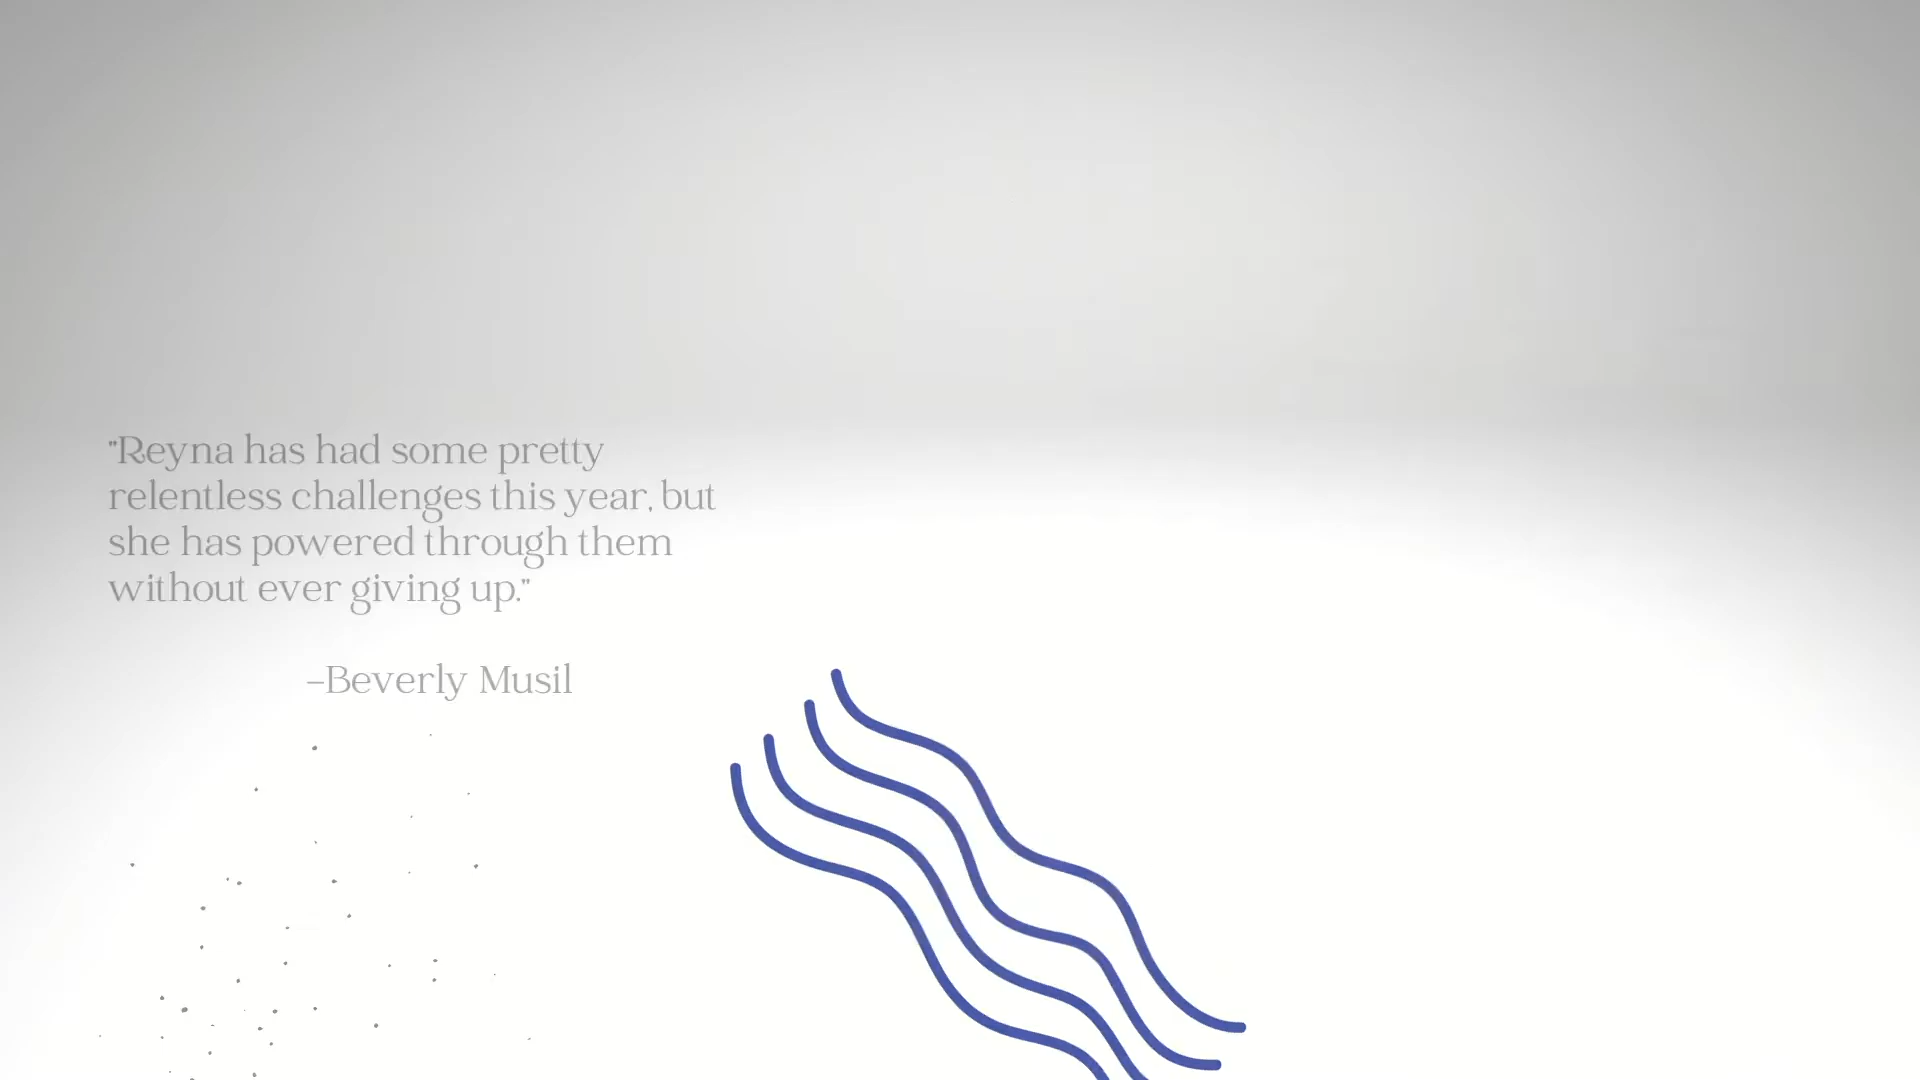 "Reyna has had some pretty
relentless challenges this year, but
she has powered through them
without ever giving up."
–Beverly Musil